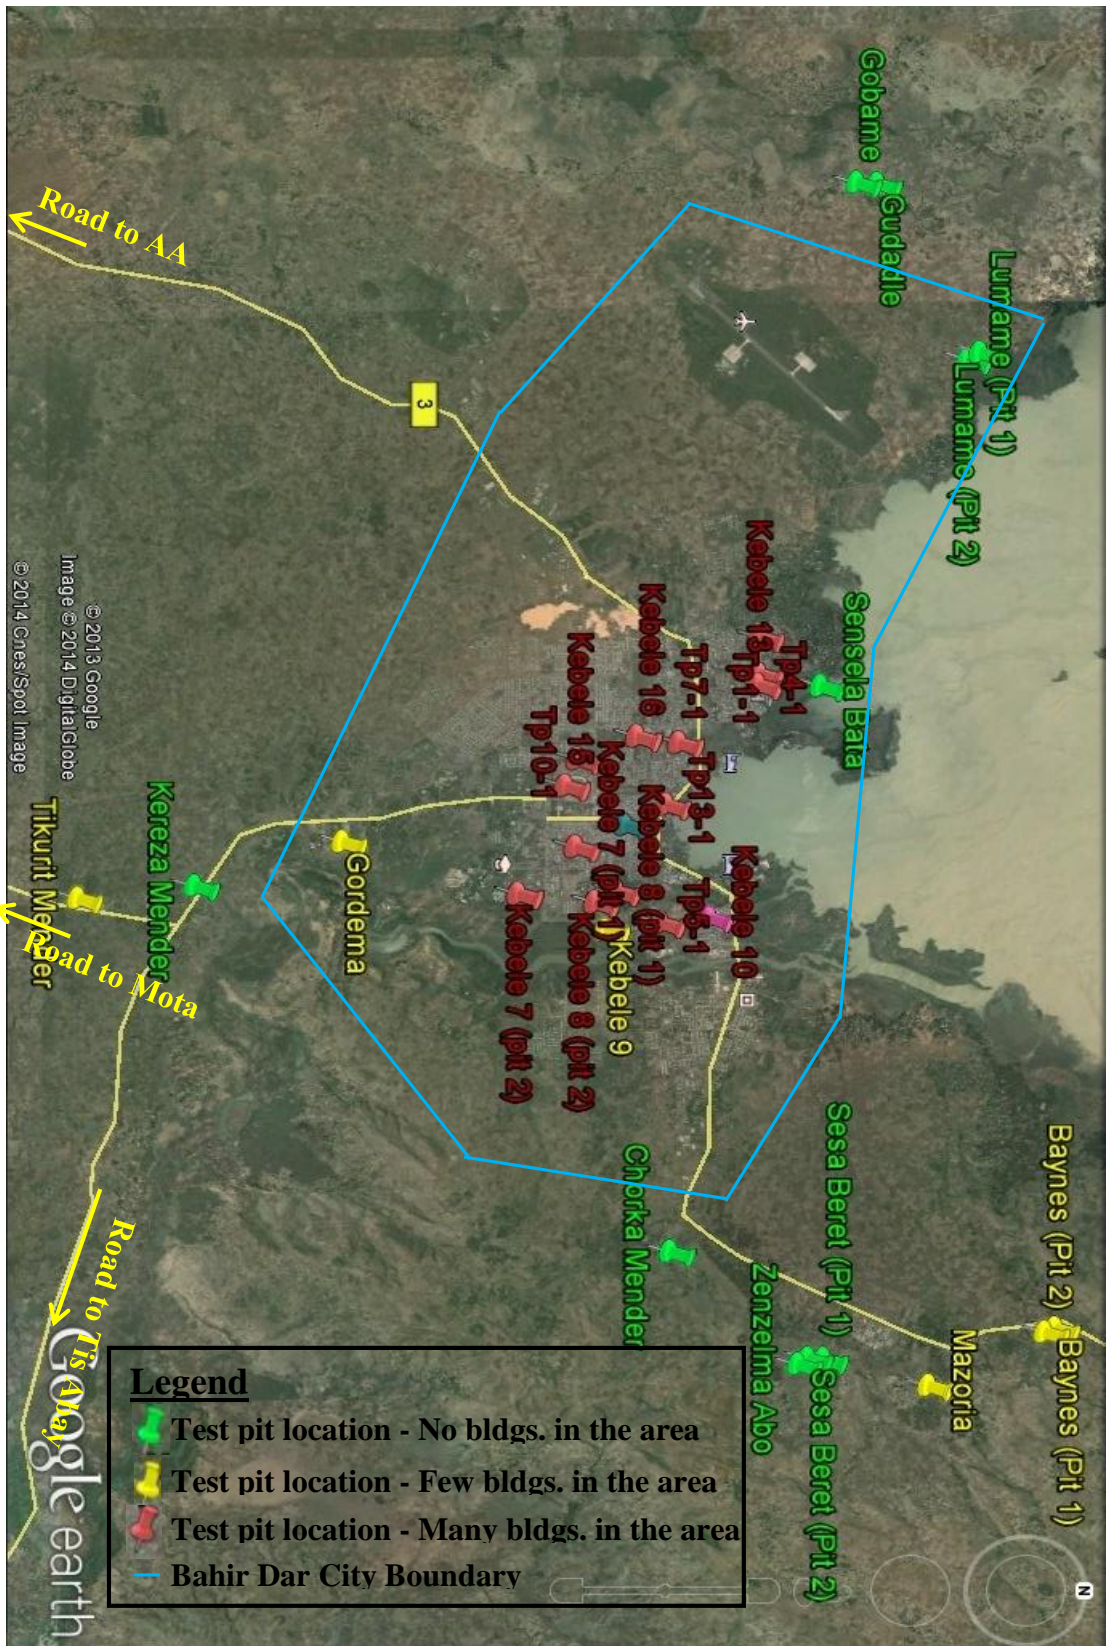 Gobame
Gudadle
Lumame (Pit 1)
Lumame (Pit 2)
Road to AA
3
Kebele 13
Sensela Bata
Tp4-1
Tp1-1
Kebele 16
Tp7-1
Kebele 15
Tp10-1
Kebele 7 (pit 1)
Tp13-1
Kebele 8 (pit 1)
Kebele 10
Kebele 9
Kebele 8 (pit 2)
Kebele 7 (pit 2)
Gordema
Kereza Mender
Tikurit Mender
Road to Mota
© 2013 Google
Image © 2014 DigitalGlobe
© 2014 Cnes/Spot Image
Chorka Mender
Sesa Beret (Pit 1)
Zenzelma Abo
Sesa Beret (Pit 2)
Baynes (Pit 2)
Baynes (Pit 1)
Mazoria
Road to Tis Abay
Google earth
N
Legend
Test pit location - No bldgs. in the area
Test pit location - Few bldgs. in the area
Test pit location - Many bldgs. in the area
Bahir Dar City Boundary